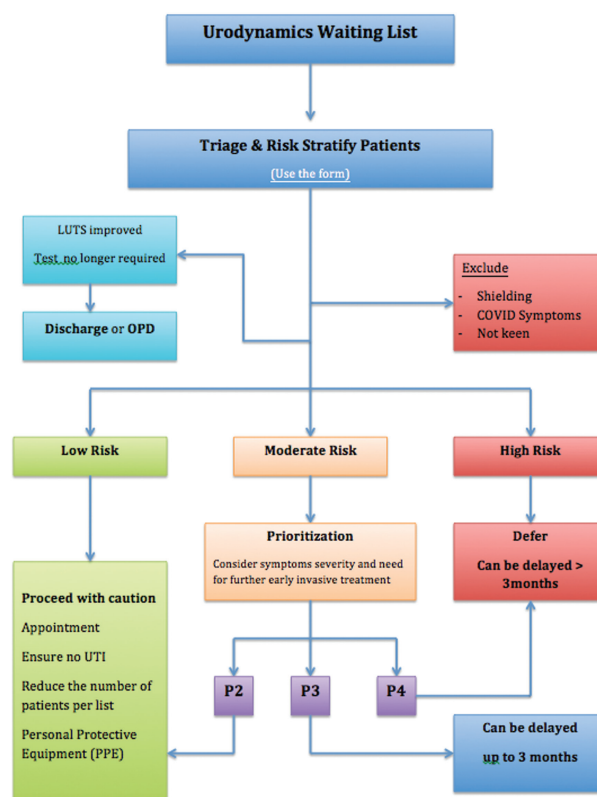 Urodynamics Waiting List
Triage & Risk Stratify Patients
(Use the form)
LUTS improved
Test no longer required
Discharge or OPD
Exclude
- Shielding
- COVID Symptoms
- Not keen
Low Risk
Moderate Risk
High Risk
Prioritization
Consider symptoms severity and need
for further early invasive treatment
Defer
Can be delayed >
3months
Proceed with caution
Appointment
Ensure no UTI
Reduce the number of
patients per list
Personal Protective
Equipment (PPE)
P2
P3
P4
Can be delayed
up to 3 months